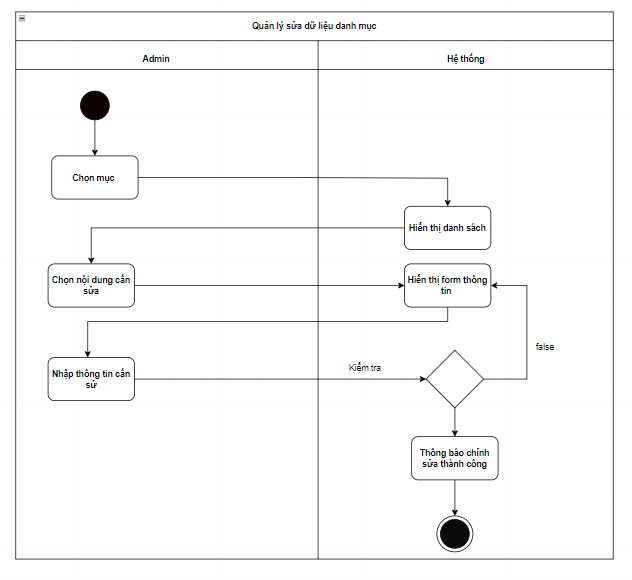 Quản lý sửa dữ liệu danh mục
Admin
Hệ thống
Chọn mục
Hiển thị danh sách
Chọn nội dung cần
sửa
Hiển thị form thông
tin
false
Kiểm tra
Nhập thông tin cần
sử
Thông báo chỉnh
sửa thành công